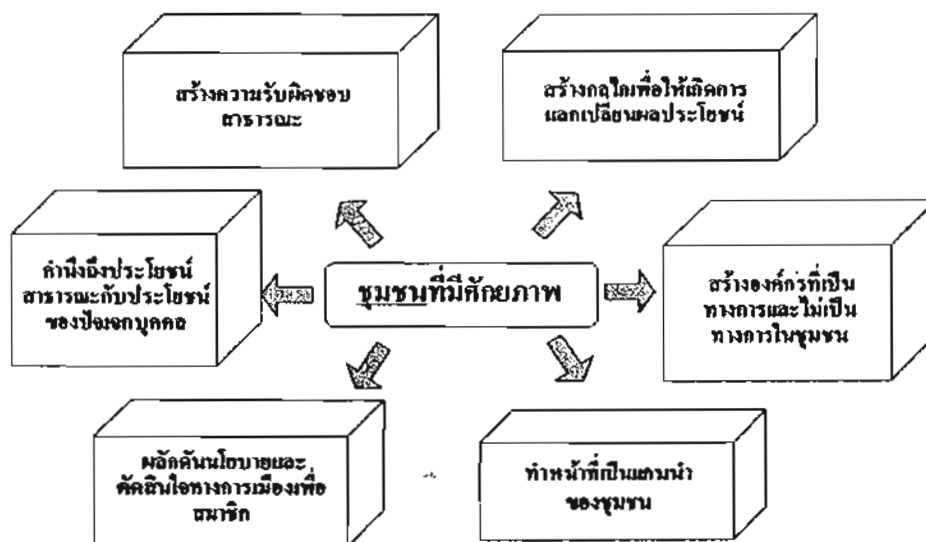 สร้างความรับผิดชอบ
สาธารณะ
สร้างกลไกเพื่อให้เกิดการ
แลกเปลี่ยนผลประโยชน์
คำนึงถึงประโยชน์
สาธารณะกับประโยชน์
ของปัจเจกบุคคล
ชุมชนที่มีศักยภาพ
สร้างองค์กรที่เป็น
ทางการและไม่เป็น
ทางการในชุมชน
ผลักดันนโยบายและ
ตัดสินใจทางการเมืองเพื่อ
สมาชิก
ทำหน้าที่เป็นแกนนำ
ของชุมชน